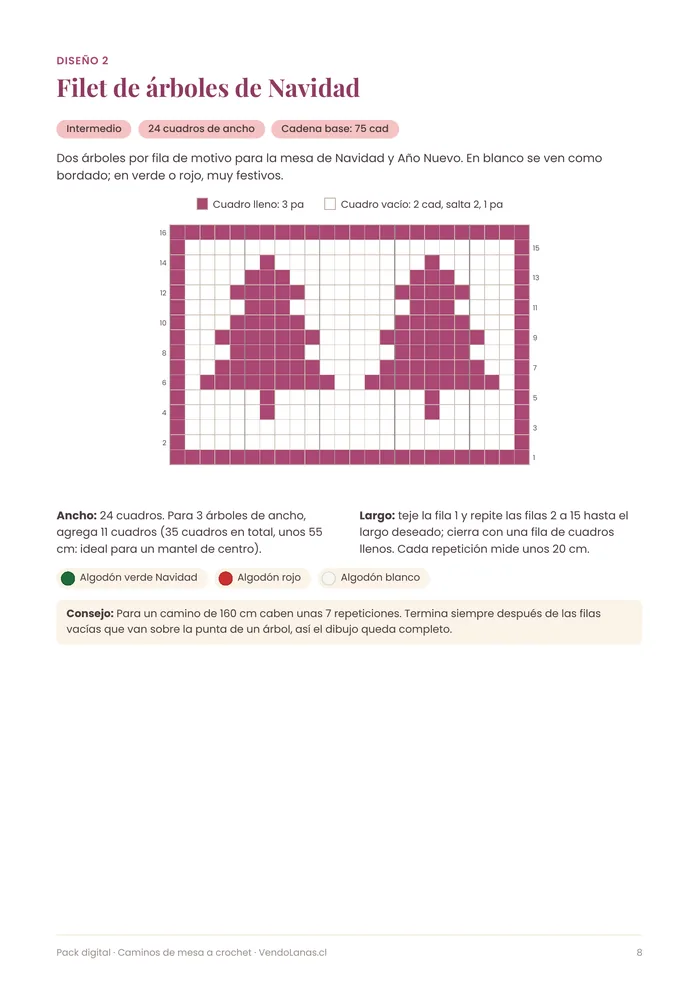 DISEÑO 2
Filet de árboles de Navidad
Intermedio
24 cuadros de ancho
Cadena base: 75 cad
Dos árboles por fila de motivo para la mesa de Navidad y Año Nuevo. En blanco se ven como
bordado; en verde o rojo, muy festivos.
Cuadro lleno: 3 pa
Cuadro vacío: 2 cad, salta 2, 1 pa
16
15
14
13
12
11
10
9
8
7
6
5
4
3
2
1
Ancho: 24 cuadros. Para 3 árboles de ancho,
agrega 11 cuadros (35 cuadros en total, unos 55
cm: ideal para un mantel de centro).
Largo: teje la fila 1 y repite las filas 2 a 15 hasta el
largo deseado; cierra con una fila de cuadros
llenos. Cada repetición mide unos 20 cm.
Algodón verde Navidad
Algodón rojo
Algodón blanco
Consejo: Para un camino de 160 cm caben unas 7 repeticiones. Termina siempre después de las filas
vacías que van sobre la punta de un árbol, así el dibujo queda completo.
Pack digital · Caminos de mesa a crochet · VendoLanas.cl
8